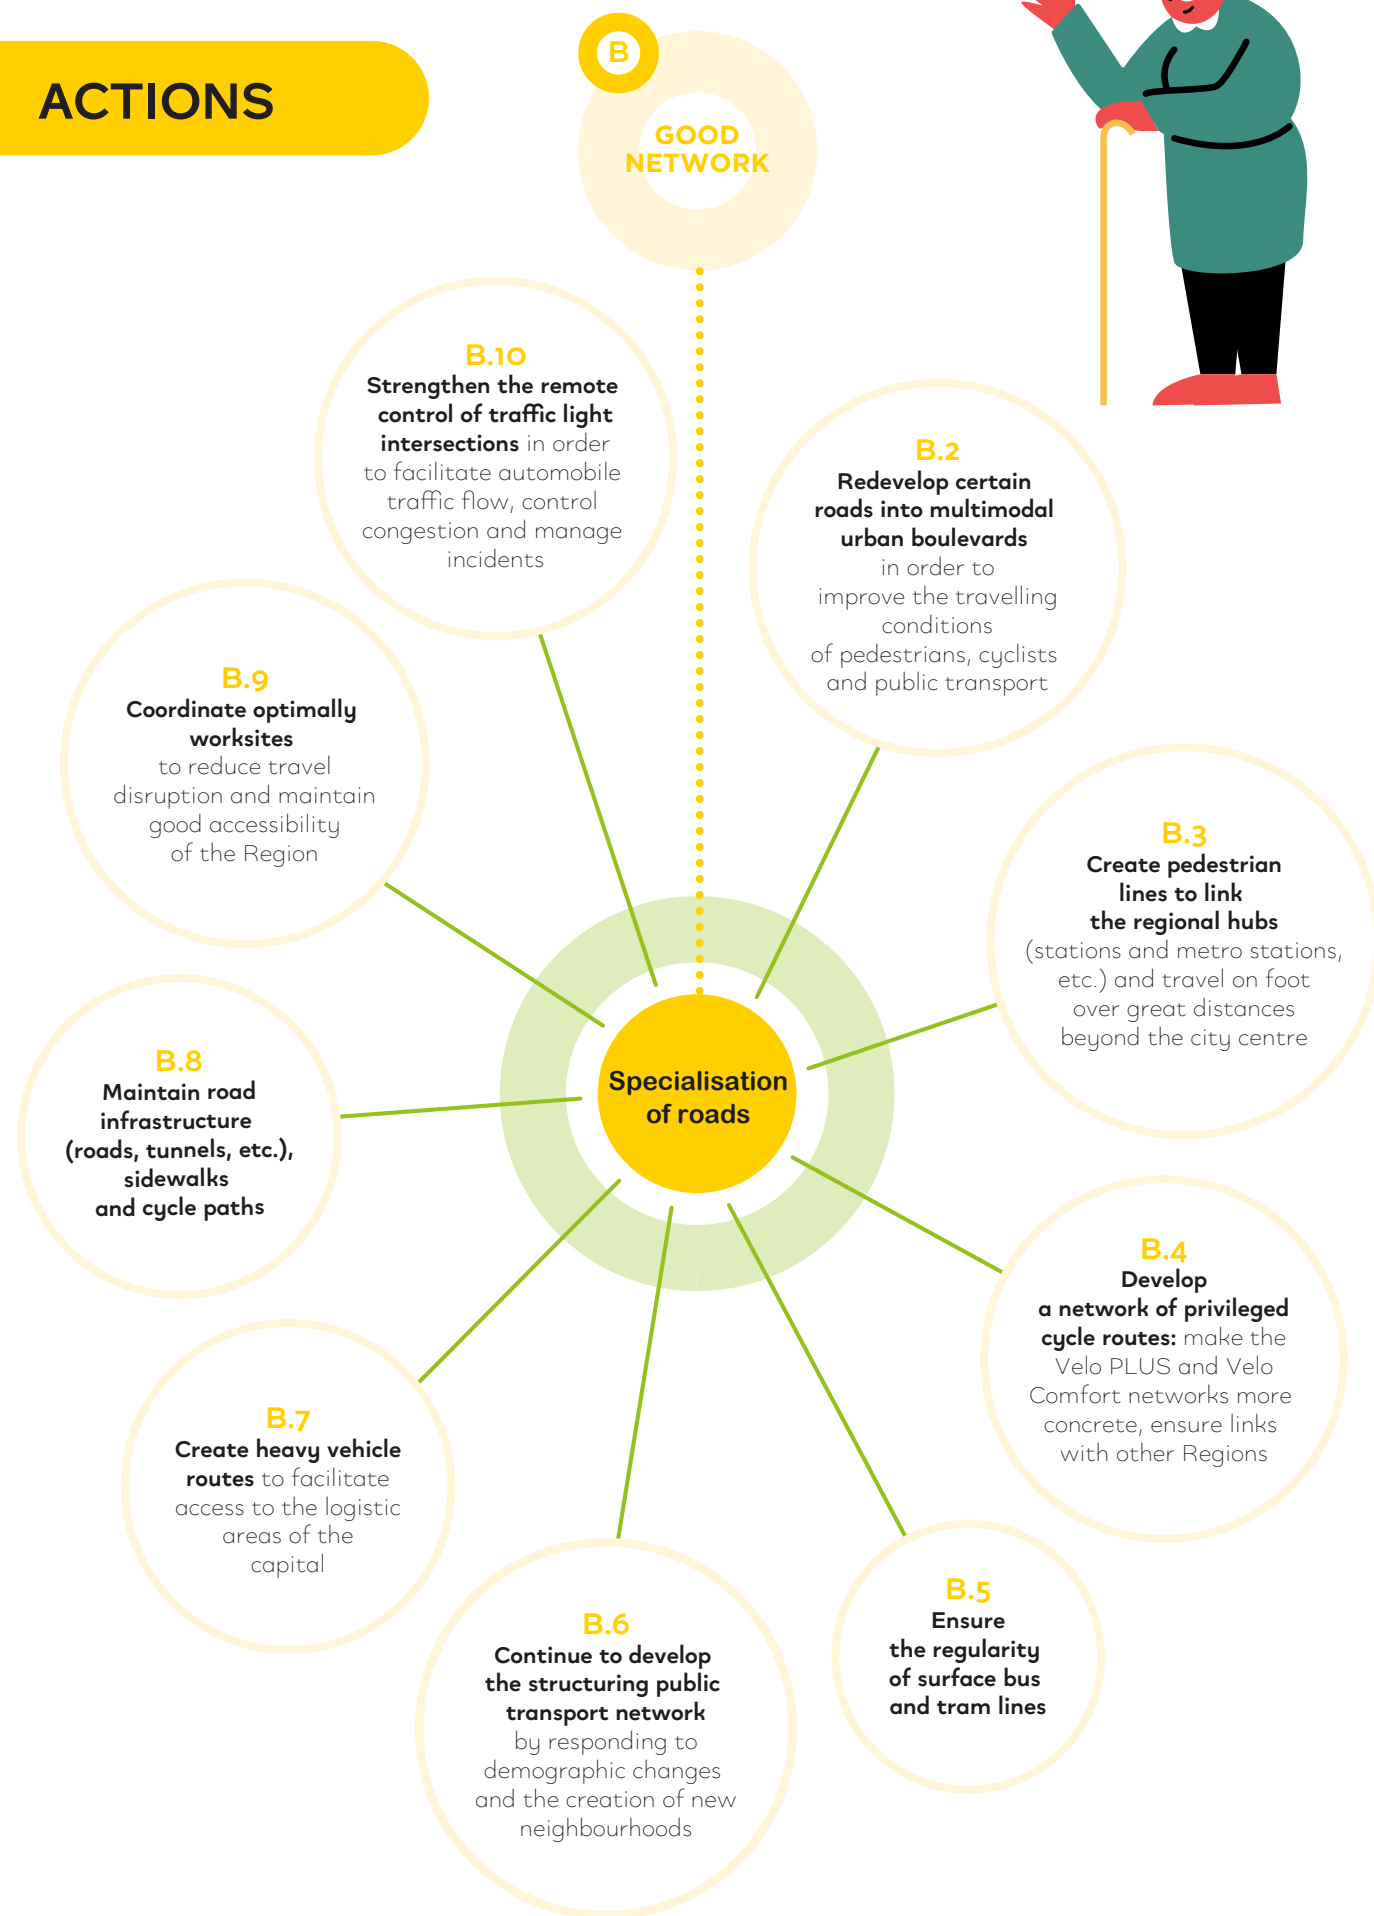 ACTIONS
B
GOOD
NETWORK
B.10
Strengthen the remote
control of traffic light
intersections in order
to facilitate automobile
traffic flow, control
congestion and manage
incidents
B.2
Redevelop certain
roads into multimodal
urban boulevards
in order to
improve the travelling
conditions
of pedestrians, cyclists
and public transport
B.9
Coordinate optimally
worksites
to reduce travel
disruption and maintain
good accessibility
of the Region
B.3
Create pedestrian
lines to link
the regional hubs
(stations and metro stations,
etc.) and travel on foot
over great distances
beyond the city centre
Specialisation
of roads
B.8
Maintain road
infrastructure
(roads, tunnels, etc.),
sidewalks
and cycle paths
B.4
Develop
a network of privileged
cycle routes: make the
Velo PLUS and Velo
Comfort networks more
concrete, ensure links
with other Regions
B.7
Create heavy vehicle
routes to facilitate
access to the logistic
areas of the
capital
B.5
Ensure
the regularity
of surface bus
and tram lines
B.6
Continue to develop
the structuring public
transport network
by responding to
demographic changes
and the creation of new
neighbourhoods